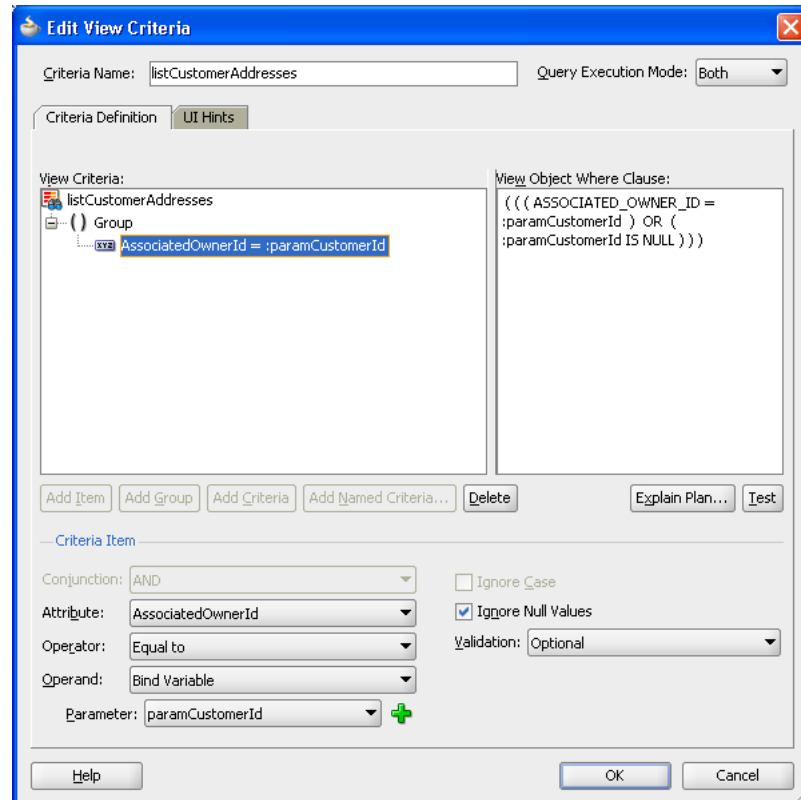 Edit View Criteria
Criteria Name: listCustomerAddresses Query Execution Mode: Both
Criteria Definition UI Hints
View Criteria:
listCustomerAddresses
( ) Group
XYZ AssociatedOwnerId = :paramCustomerId
View Object Where Clause:
( ( ( ASSOCIATED_OWNER_ID =
:paramCustomerId ) OR (
:paramCustomerId IS NULL ) ) )
Add Item Add Group Add Criteria Add Named Criteria... Delete Explain Plan... Test
Criteria Item
Conjunction: AND
Ignore Case
Attribute: AssociatedOwnerId
Ignore Null Values
Operator: Equal to
Validation: Optional
Operand: Bind Variable
Parameter: paramCustomerId
Help OK Cancel